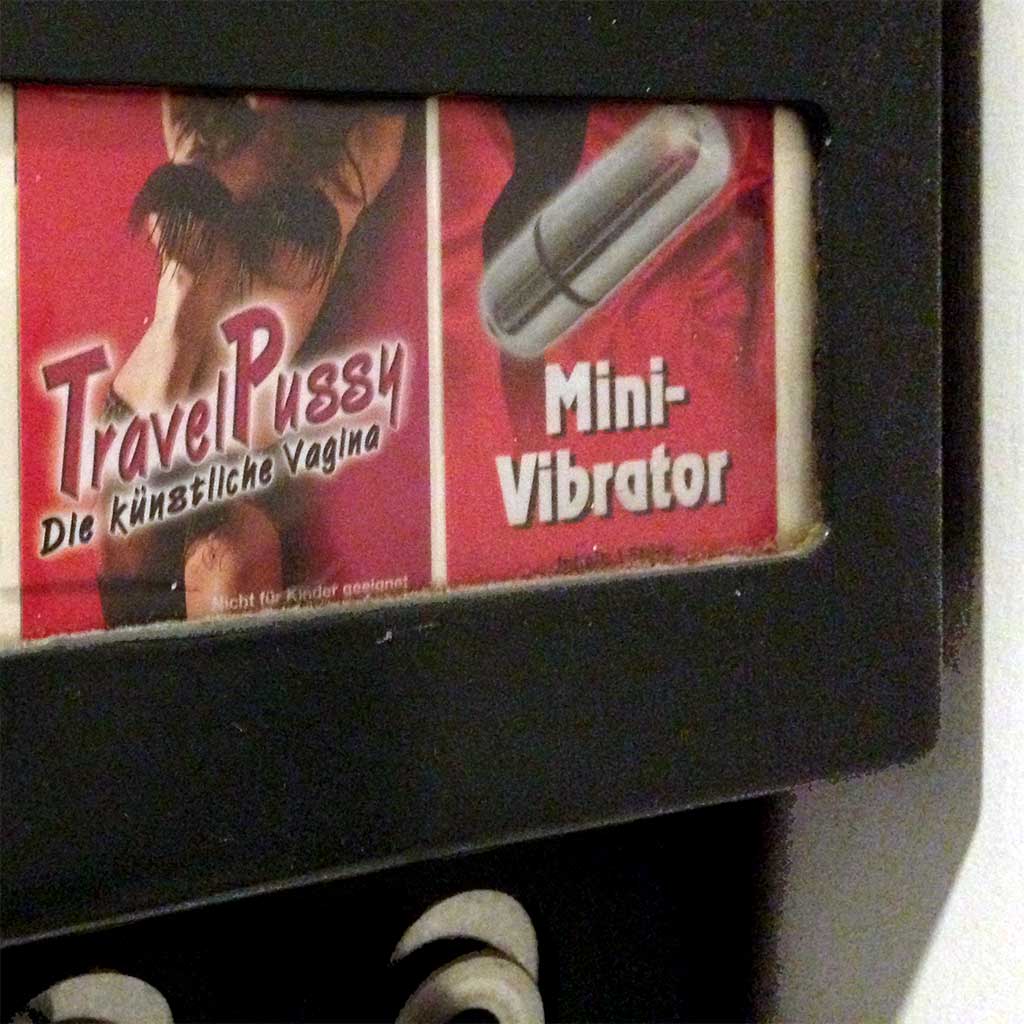 TravelPussy
Die künstliche Vagina
Nicht für Kinder geeignet
Mini-
Vibrator